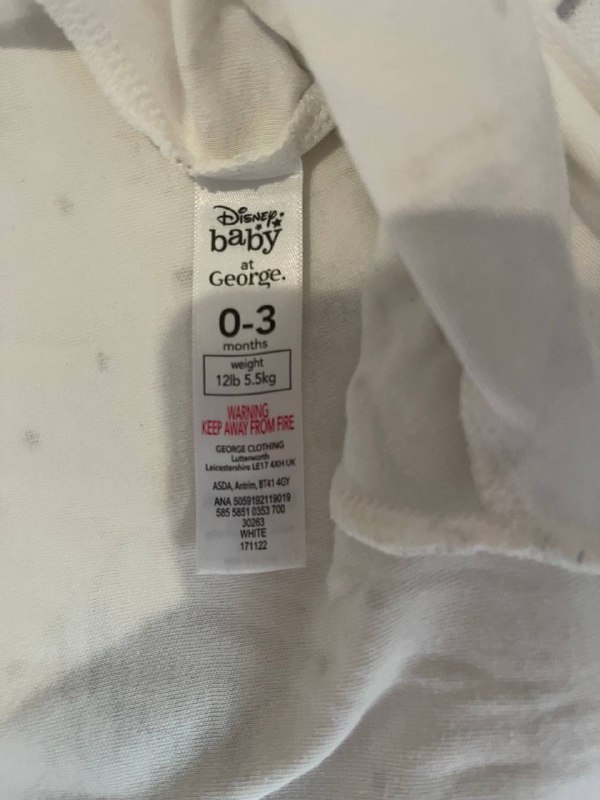 Disney
baby
at
George.
0-3
months
weight
12lb 5.5kg
WARNING
KEEP AWAY FROM FIRE
GEORGE CLOTHING
Lutterworth
Leicestershire LE17 4XH UK
ASDA, Antrim, BT41 4GY
ANA 5059192119019
585 5851 0353 700
30263
WHITE
171122